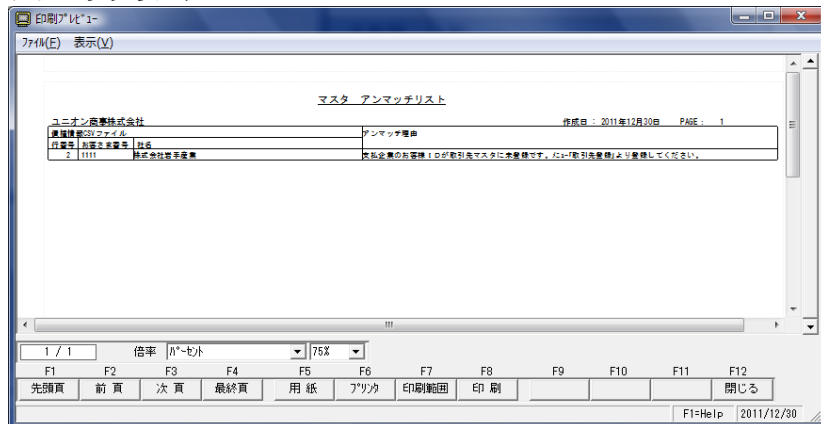 印刷ﾌﾟﾚﾋﾞｭｰ
ﾌｧｲﾙ(F) 表示(V)
マスタ アンマッチリスト
ユニオン商事株式会社 作成日： 2011年12月30日 PAGE： 1
債権情報CSVファイル アンマッチ理由
行番号 お客さま番号 社名
2 1111 株式会社岩手産業 支払企業のお客様ＩＤが取引先マスタに未登録です。ﾒﾆｭｰ｢取引先登録｣より登録してください。
1 / 1 倍率 ﾊﾟｰｾﾝﾄ 75%
F1 F2 F3 F4 F5 F6 F7 F8 F9 F10 F11 F12
先頭頁 前 頁 次 頁 最終頁 用 紙 ﾌﾟﾘﾝﾀ 印刷範囲 印 刷 閉じる
F1=Help 2011/12/30